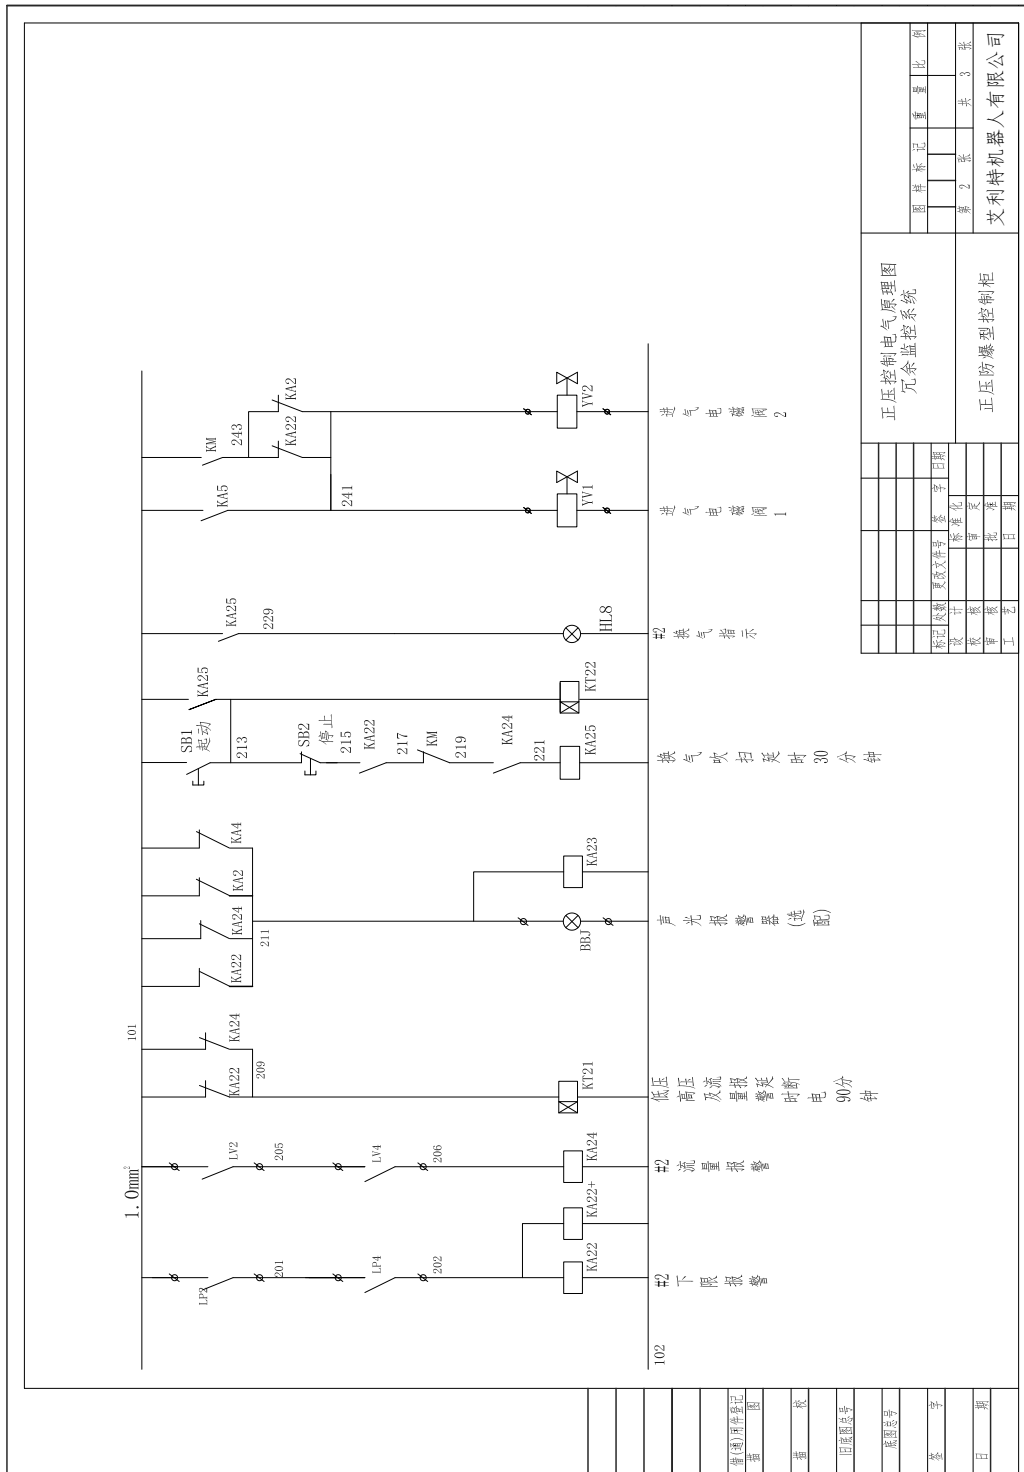 1.0mm²
101
LP2
201
LP4
202
KA22
KA22+
#2下限报警
LV2
205
LV4
206
KA24
#2流量报警
KA22
KA24
209
KT21
低压
高压
及流
量报
警延
时断
电
90分
钟
KA22
KA24
KA2
KA4
211
BBJ
KA23
声光报警器(选配)
SB1
起动
213
SB2
停止
215
KA22
217
KM
219
KA24
221
KA25
换气吹扫延时30分钟
KA25
KT22
KA25
229
HL8
#2换气指示
KA5
241
YV1
进气电磁阀1
KM
243
KA22
KA2
YV2
进气电磁阀2
102
标记 处数 更改文件号 签字 日期
设计 标准化
校核 审定
审核 批准
工艺 日期
正压控制电气原理图
冗余监控系统
正压防爆型控制柜
图样标记 重量 比例
第 2 张 共 3 张
艾利特机器人有限公司
借(通)用件登记
描图
描校
旧底图总号
底图总号
签字
日期